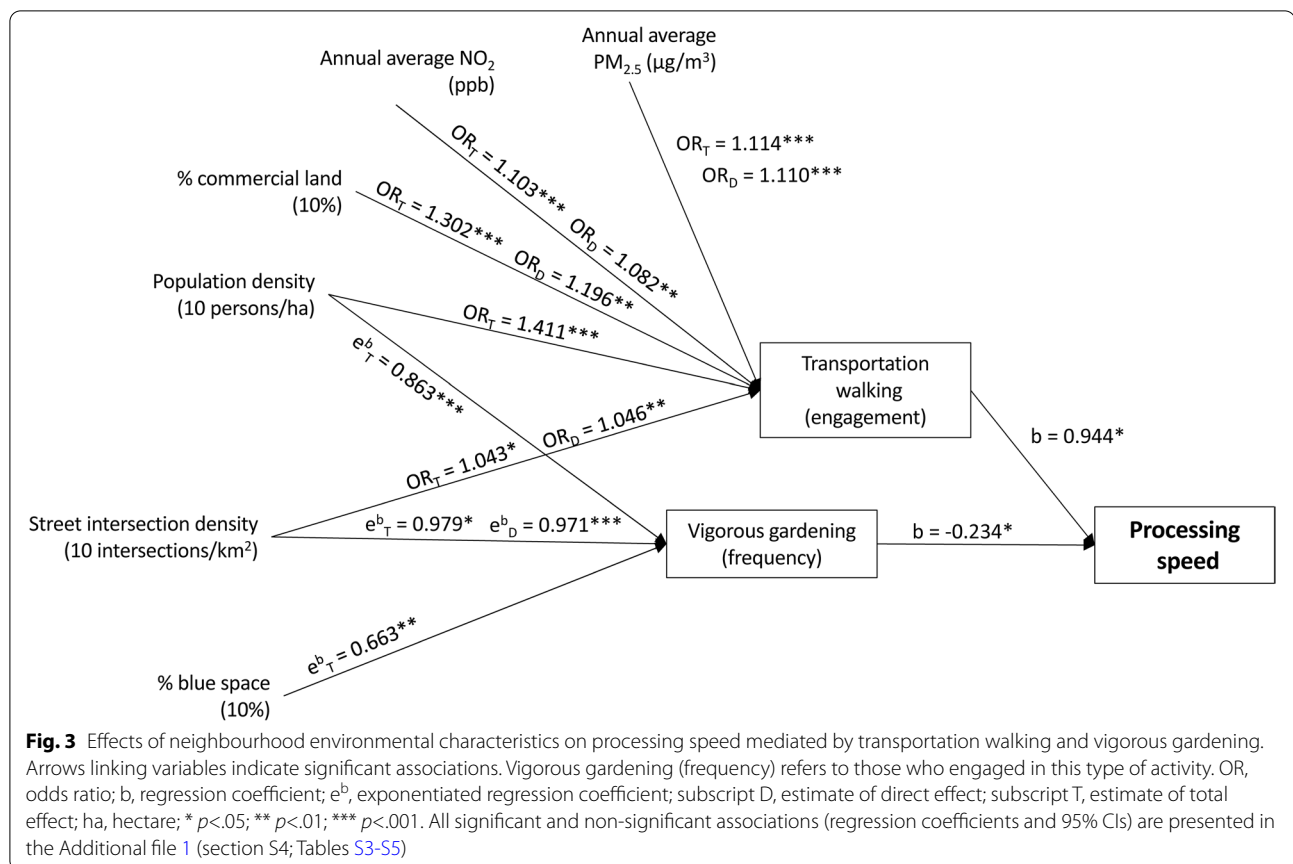 Annual average
PM2.5 (µg/m³)
Annual average NO2
(ppb)
ORT = 1.103*** ORD = 1.082**
ORT = 1.114***
ORD = 1.110***
% commercial land
(10%)
ORT = 1.302*** ORD = 1.196**
Population density
(10 persons/ha)
ORT = 1.411***
e^b_T = 0.863***
Transportation
walking
(engagement)
ORT = 1.043* ORD = 1.046**
b = 0.944*
Street intersection density
(10 intersections/km²)
e^b_T = 0.979* e^b_D = 0.971***
Vigorous gardening
(frequency)
b = -0.234*
Processing
speed
e^b_T = 0.663**
% blue space
(10%)
Fig. 3 Effects of neighbourhood environmental characteristics on processing speed mediated by transportation walking and vigorous gardening.
Arrows linking variables indicate significant associations. Vigorous gardening (frequency) refers to those who engaged in this type of activity. OR,
odds ratio; b, regression coefficient; e^b, exponentiated regression coefficient; subscript D, estimate of direct effect; subscript T, estimate of total
effect; ha, hectare; * p<.05; ** p<.01; *** p<.001. All significant and non-significant associations (regression coefficients and 95% CIs) are presented in
the Additional file 1 (section S4; Tables S3-S5)